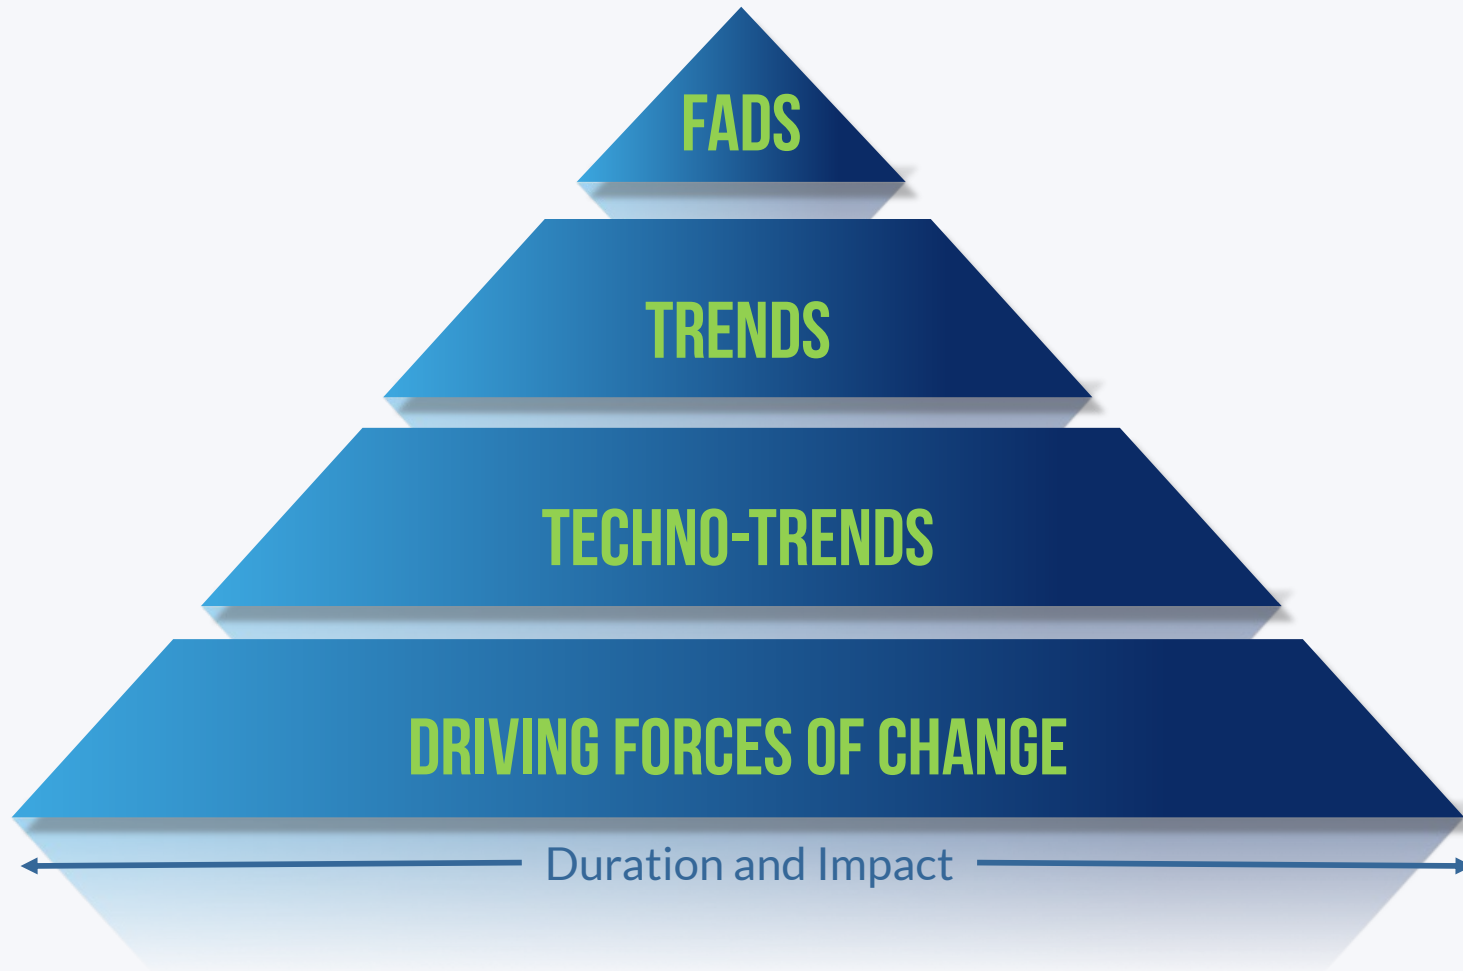 FADS
TRENDS
TECHNO-TRENDS
DRIVING FORCES OF CHANGE
Duration and Impact